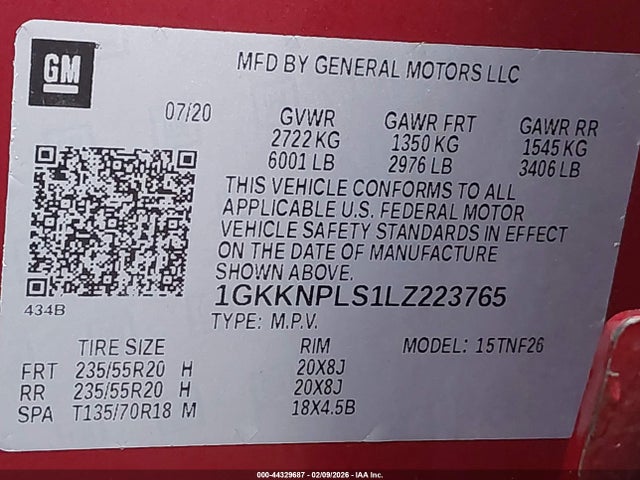 GM
MFD BY GENERAL MOTORS LLC
07/20 GVWR GAWR FRT GAWR RR
2722 KG 1350 KG 1545 KG
6001 LB 2976 LB 3406 LB
THIS VEHICLE CONFORMS TO ALL
APPLICABLE U.S. FEDERAL MOTOR
VEHICLE SAFETY STANDARDS IN EFFECT
ON THE DATE OF MANUFACTURE
SHOWN ABOVE.
1GKKNPLS1LZ223765
434B
TYPE: M.P.V.
TIRE SIZE RIM MODEL: 15TNF26
FRT 235/55R20 H 20X8J
RR 235/55R20 H 20X8J
SPA T135/70R18 M 18X4.5B
000-44329687 - 02/09/2026 - IAA Inc.